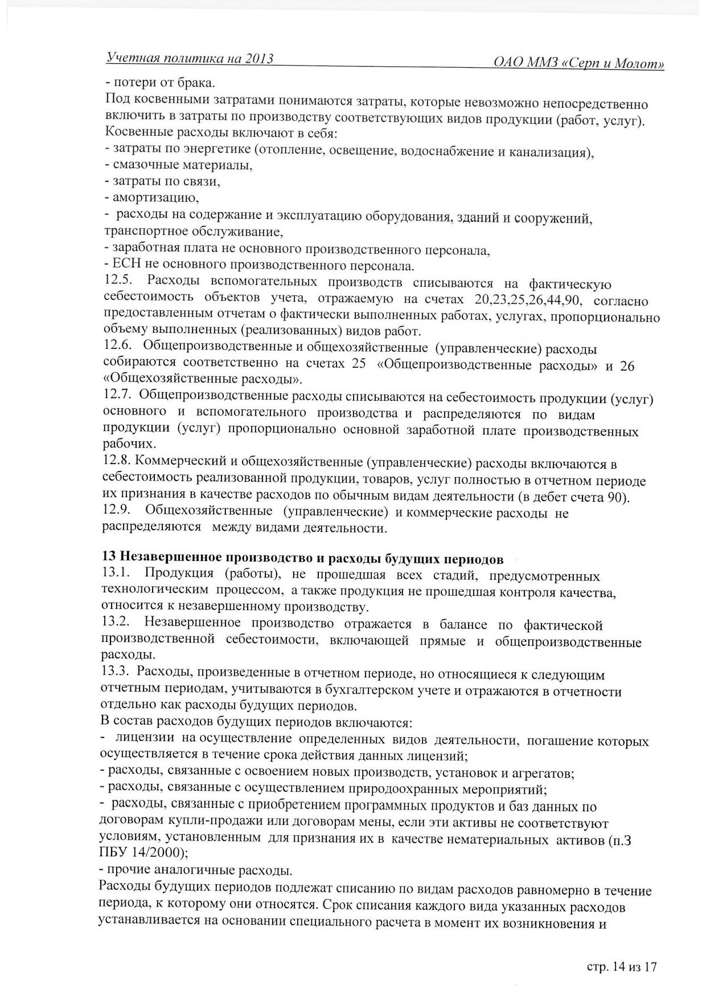 Учетная политика на 2013 ОАО ММЗ «Серп и Молот»
- потери от брака.
Под косвенными затратами понимаются затраты, которые невозможно непосредственно
включить в затраты по производству соответствующих видов продукции (работ, услуг).
Косвенные расходы включают в себя:
- затраты по энергетике (отопление, освещение, водоснабжение и канализация),
- смазочные материалы,
- затраты по связи,
- амортизацию,
- расходы на содержание и эксплуатацию оборудования, зданий и сооружений,
транспортное обслуживание,
- заработная плата не основного производственного персонала,
- ЕСН не основного производственного персонала.
12.5. Расходы вспомогательных производств списываются на фактическую
себестоимость объектов учета, отражаемую на счетах 20,23,25,26,44,90, согласно
предоставленным отчетам о фактически выполненных работах, услугах, пропорционально
объему выполненных (реализованных) видов работ.
12.6. Общепроизводственные и общехозяйственные (управленческие) расходы
собираются соответственно на счетах 25 «Общепроизводственные расходы» и 26
«Общехозяйственные расходы».
12.7. Общепроизводственные расходы списываются на себестоимость продукции (услуг)
основного и вспомогательного производства и распределяются по видам
продукции (услуг) пропорционально основной заработной плате производственных
рабочих.
12.8. Коммерческий и общехозяйственные (управленческие) расходы включаются в
себестоимость реализованной продукции, товаров, услуг полностью в отчетном периоде
их признания в качестве расходов по обычным видам деятельности (в дебет счета 90).
12.9. Общехозяйственные (управленческие) и коммерческие расходы не
распределяются между видами деятельности.
13 Незавершенное производство и расходы будущих периодов
13.1. Продукция (работы), не прошедшая всех стадий, предусмотренных
технологическим процессом, а также продукция не прошедшая контроля качества,
относится к незавершенному производству.
13.2. Незавершенное производство отражается в балансе по фактической
производственной себестоимости, включающей прямые и общепроизводственные
расходы.
13.3. Расходы, произведенные в отчетном периоде, но относящиеся к следующим
отчетным периодам, учитываются в бухгалтерском учете и отражаются в отчетности
отдельно как расходы будущих периодов.
В состав расходов будущих периодов включаются:
- лицензии на осуществление определенных видов деятельности, погашение которых
осуществляется в течение срока действия данных лицензий;
- расходы, связанные с освоением новых производств, установок и агрегатов;
- расходы, связанные с осуществлением природоохранных мероприятий;
- расходы, связанные с приобретением программных продуктов и баз данных по
договорам купли-продажи или договорам мены, если эти активы не соответствуют
условиям, установленным для признания их в качестве нематериальных активов (п.3
ПБУ 14/2000);
- прочие аналогичные расходы.
Расходы будущих периодов подлежат списанию по видам расходов равномерно в течение
периода, к которому они относятся. Срок списания каждого вида указанных расходов
устанавливается на основании специального расчета в момент их возникновения и
стр. 14 из 17